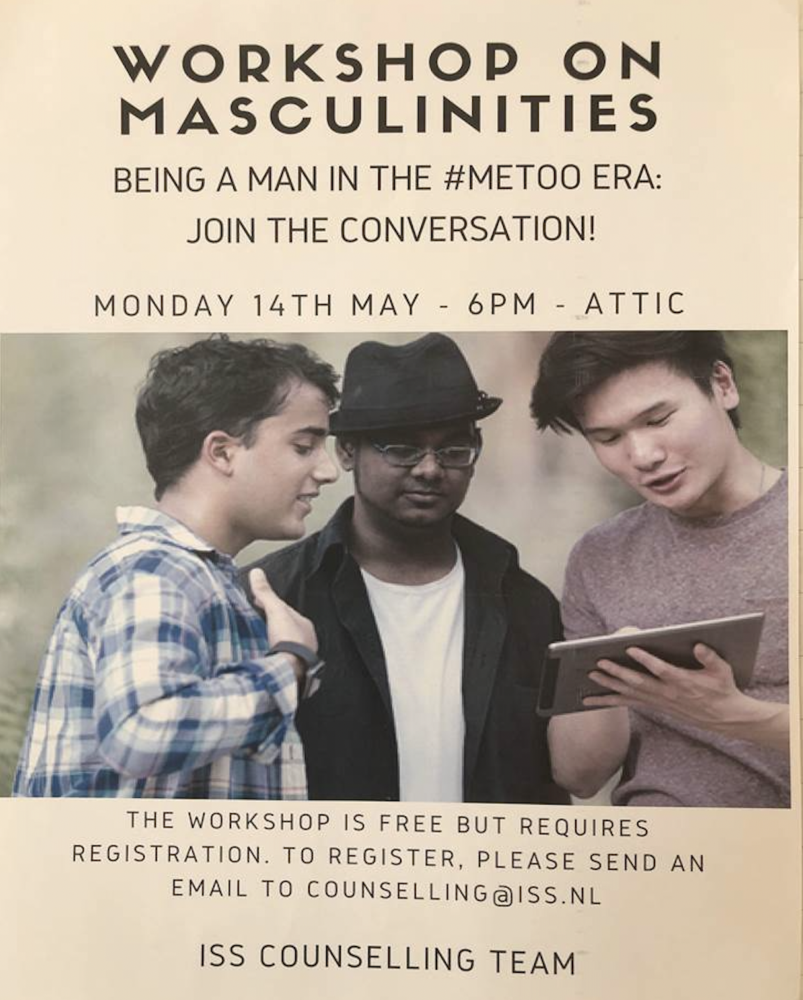 WORKSHOP ON
MASCULINITIES
BEING A MAN IN THE #METOO ERA:
JOIN THE CONVERSATION!
MONDAY 14TH MAY - 6PM - ATTIC
THE WORKSHOP IS FREE BUT REQUIRES
REGISTRATION. TO REGISTER, PLEASE SEND AN
EMAIL TO COUNSELLING@ISS.NL
ISS COUNSELLING TEAM